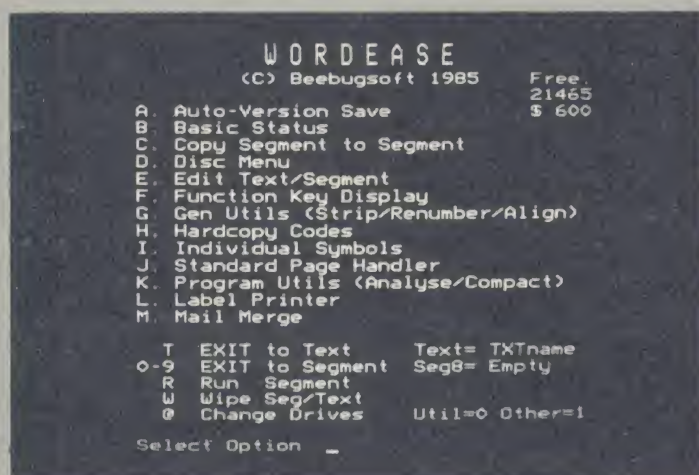 WORDEASE
(C) Beebugsoft 1985 Free.
21465
A. Auto-Version Save $ 600
B. Basic Status
C. Copy Segment to Segment
D. Disc Menu
E. Edit Text/Segment
F. Function Key Display
G. Gen Utils (Strip/Renumber/Align)
H. Hardcopy Codes
I. Individual Symbols
J. Standard Page Handler
K. Program Utils (Analyse/Compact)
L. Label Printer
M. Mail Merge
T EXIT to Text Text= TXTname
0-9 EXIT to Segment Seg8= Empty
R Run Segment
W Wipe Seg/Text
@ Change Drives Util=0 Other=1
Select Option _